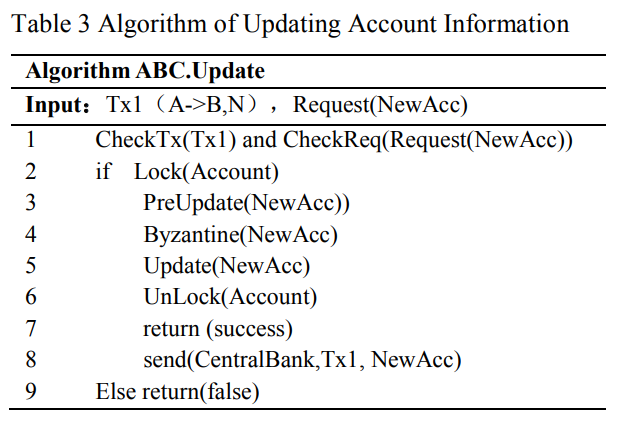 Table 3 Algorithm of Updating Account Information
Algorithm ABC.Update
Input：Tx1（A->B,N），Request(NewAcc)
1 CheckTx(Tx1) and CheckReq(Request(NewAcc))
2 if Lock(Account)
3 PreUpdate(NewAcc))
4 Byzantine(NewAcc)
5 Update(NewAcc)
6 UnLock(Account)
7 return (success)
8 send(CentralBank,Tx1, NewAcc)
9 Else return(false)